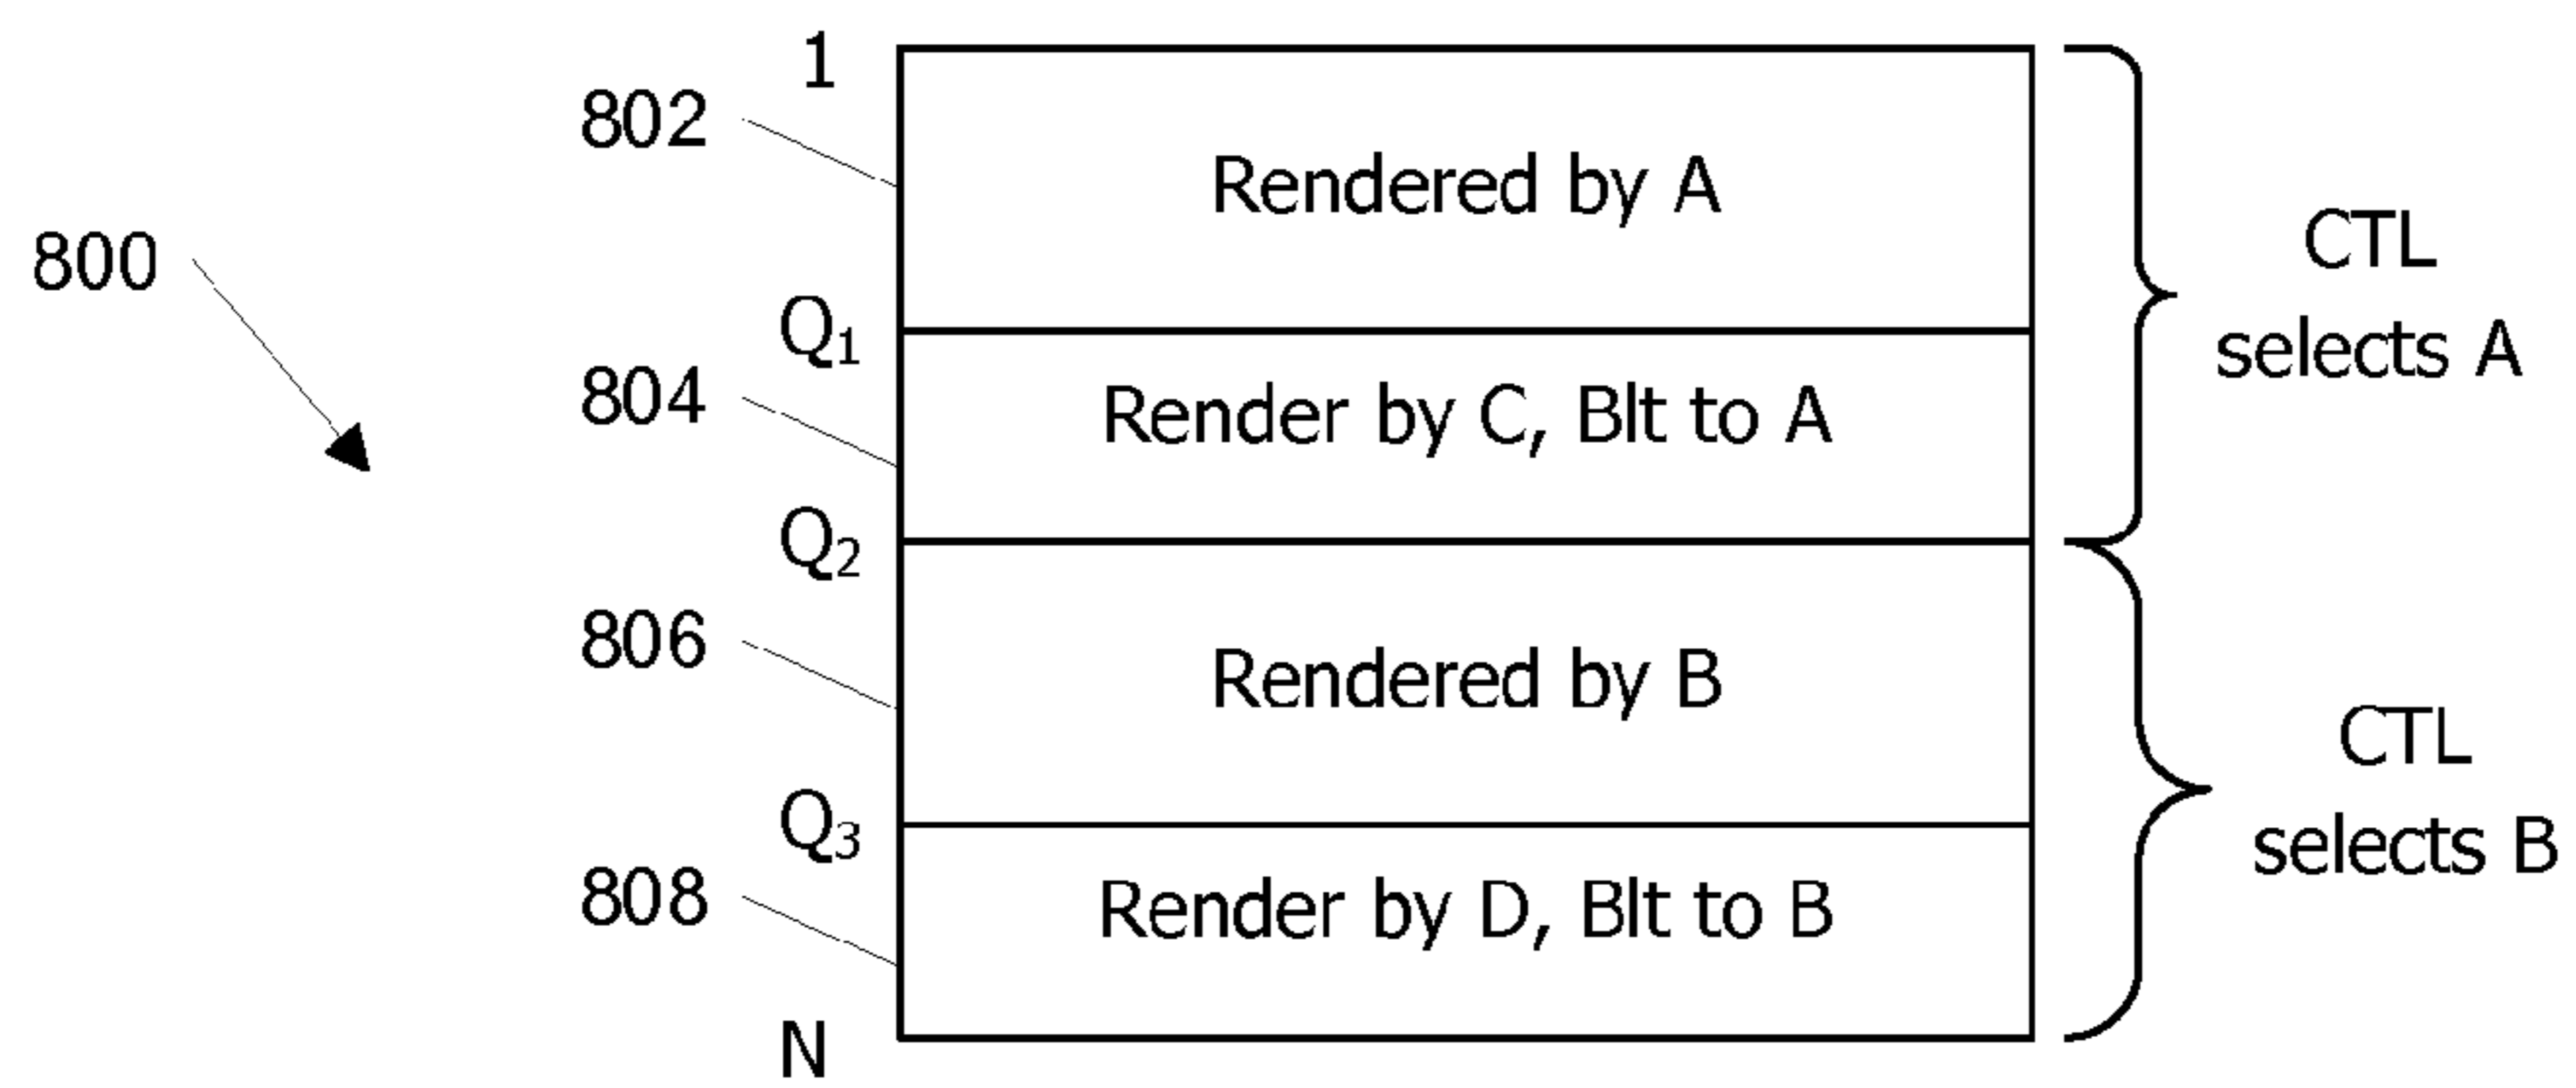 1
802
Rendered by A
800
CTL
selects A
Q1
804
Render by C, Blt to A
Q2
806
Rendered by B
CTL
selects B
Q3
808
Render by D, Blt to B
N